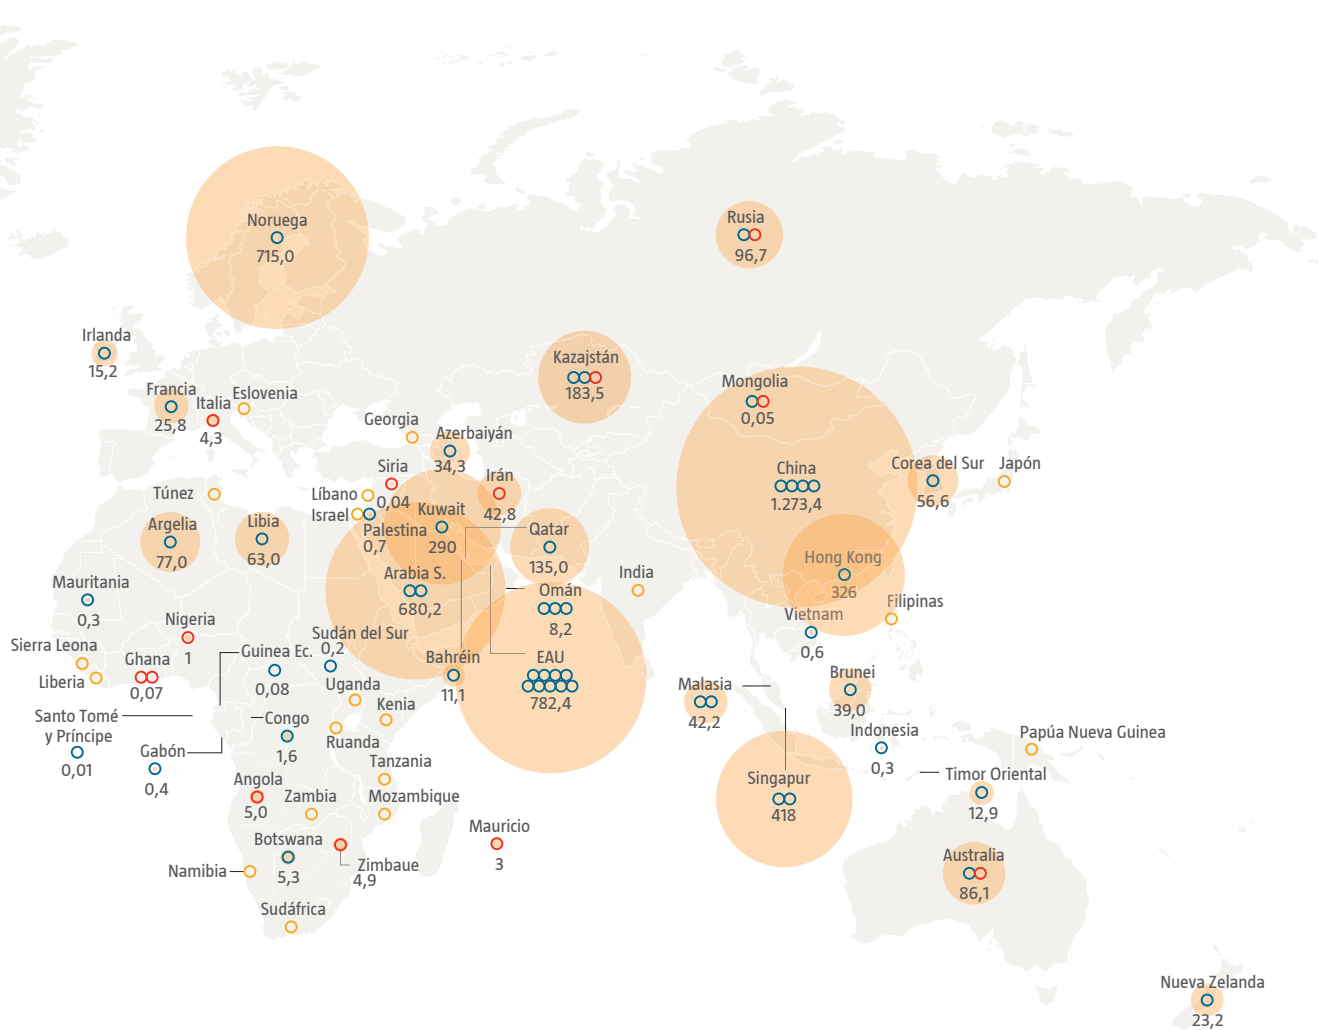 Noruega
715,0
Rusia
96,7
Irlanda
15,2
Kazajstán
183,5
Francia
25,8
Italia
4,3
Eslovenia
Mongolia
0,05
Georgia
Azerbaiyán
34,3
China
1.273,4
Corea del Sur
56,6
Japón
Siria
0,04
Irán
42,8
Túnez
Líbano
Israel
Palestina
0,7
Kuwait
290
Argelia
77,0
Libia
63,0
Qatar
135,0
Hong Kong
326
Arabia S.
680,2
Omán
8,2
India
Mauritania
0,3
Filipinas
Vietnam
0,6
Nigeria
1
Sierra Leona
Liberia
Ghana
0,07
Guinea Ec.
0,08
Sudán del Sur
0,2
Bahréin
11,1
EAU
782,4
Malasia
42,2
Brunei
39,0
Uganda
Kenia
Ruanda
Santo Tomé
y Príncipe
0,01
Congo
1,6
Gabón
0,4
Indonesia
0,3
Papúa Nueva Guinea
Tanzania
Angola
5,0
Zambia
Mozambique
Singapur
418
Timor Oriental
12,9
Botswana
5,3
Zimbaue
4,9
Mauricio
3
Namibia
Australia
86,1
Sudáfrica
Nueva Zelanda
23,2